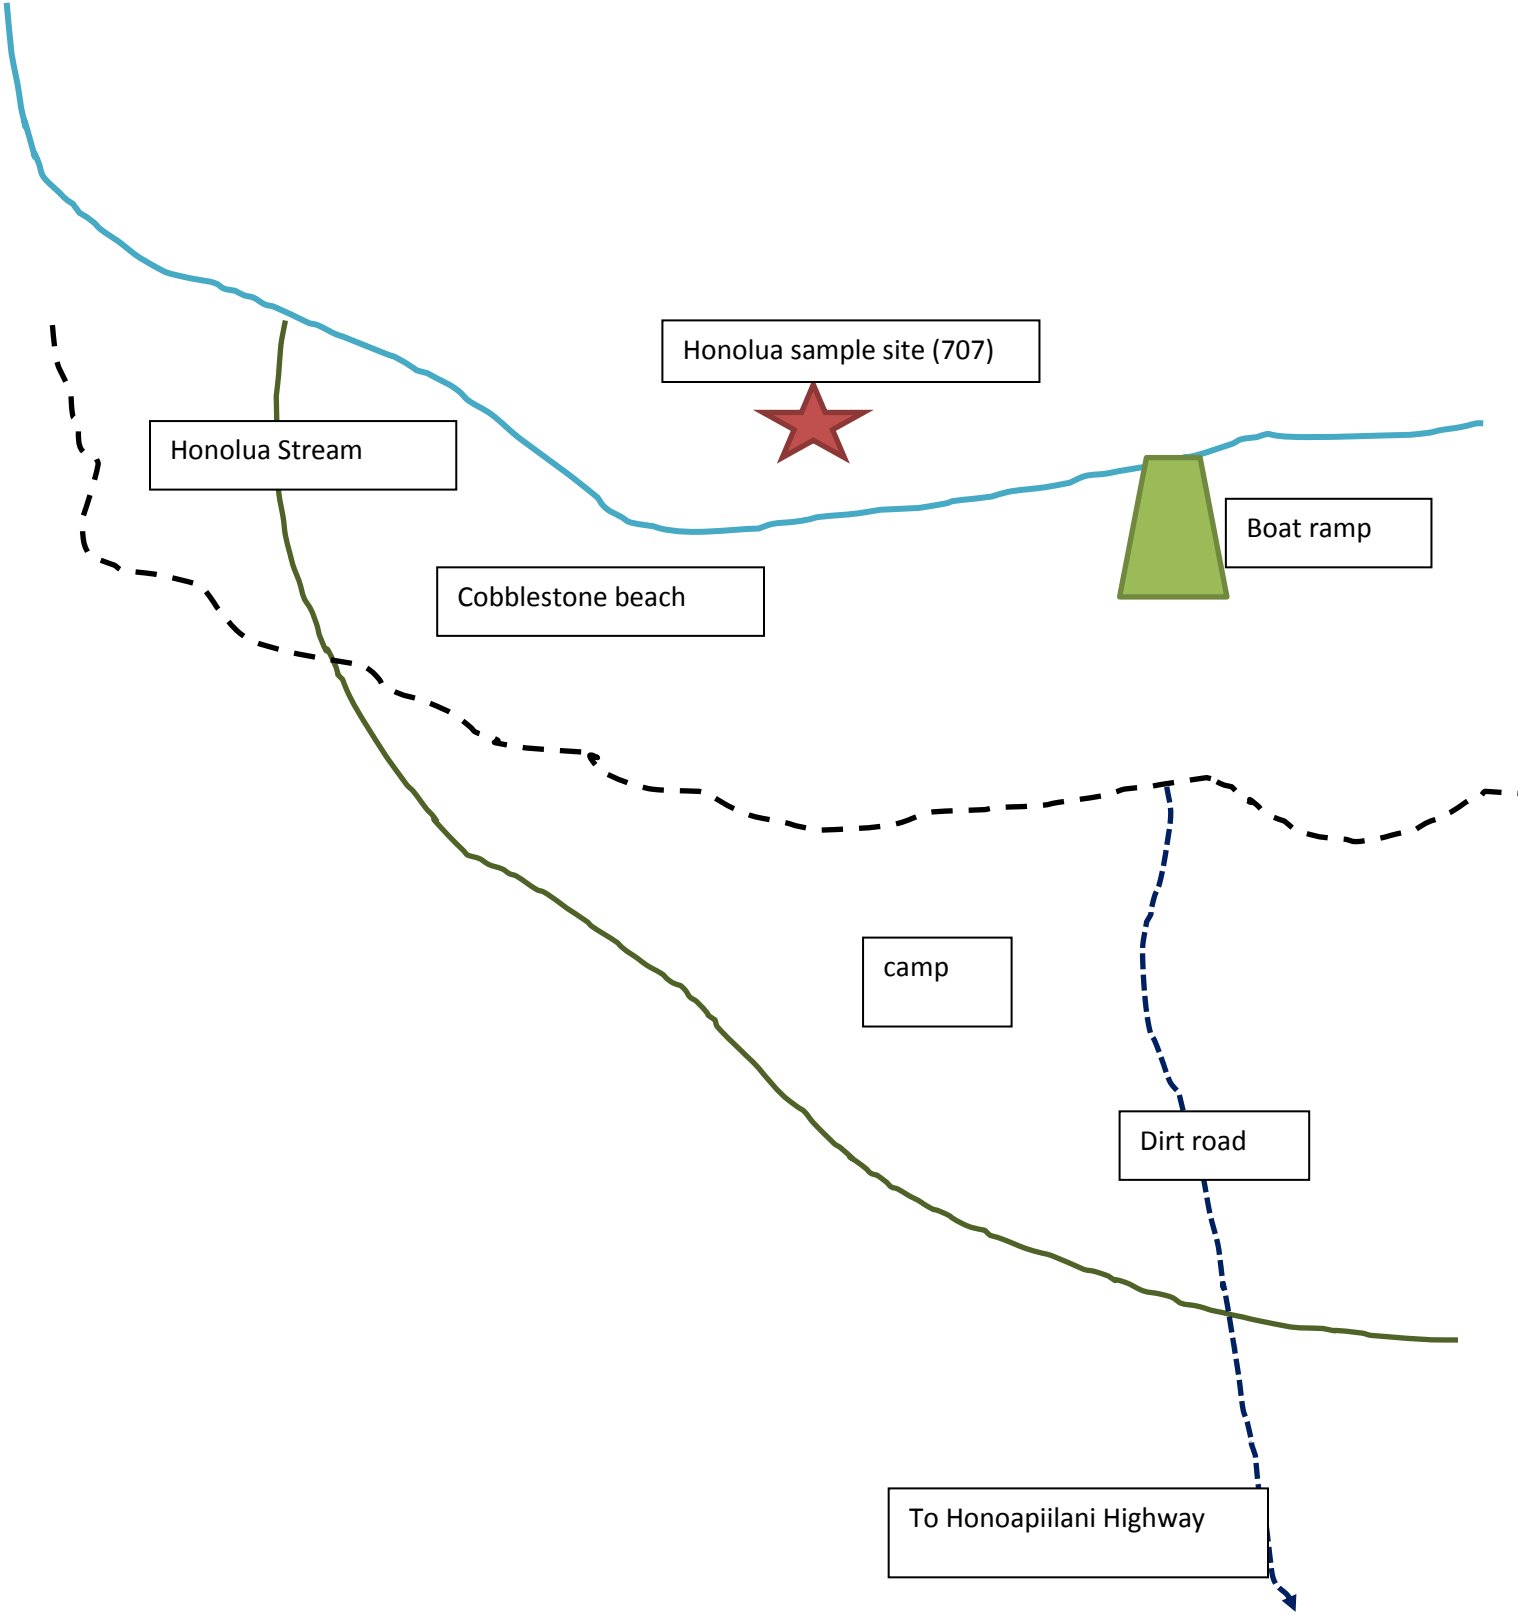 Honolua sample site (707)
Honolua Stream
Boat ramp
Cobblestone beach
camp
Dirt road
To Honoapiilani Highway